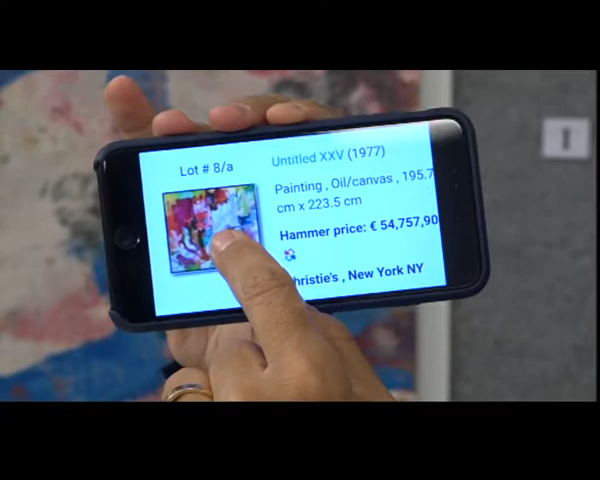 Lot # 8/a
Untitled XXV (1977)
Painting , Oil/canvas , 195.7
cm x 223.5 cm
Hammer price: € 54,757,90
hristie's , New York NY